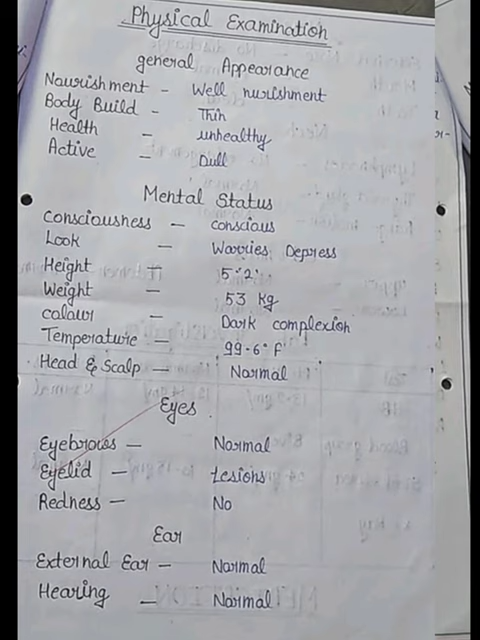 Physical Examination
general Appearance
Nourishment - Well nurishment
Body Build - Thin
Health - unhealthy
Active - Dull
Mental Status
Consciousness - conscious
Look - Worries Depress
Height - 5"2"
Weight - 53 kg
colour - Dark complexion
Temperature - 99.6° f
Head & Scalp - Normal
Eyes
Eyebrows - Normal
Eyelid - Lesions
Redness - No
Ear
External Ear - Normal
Hearing - Normal